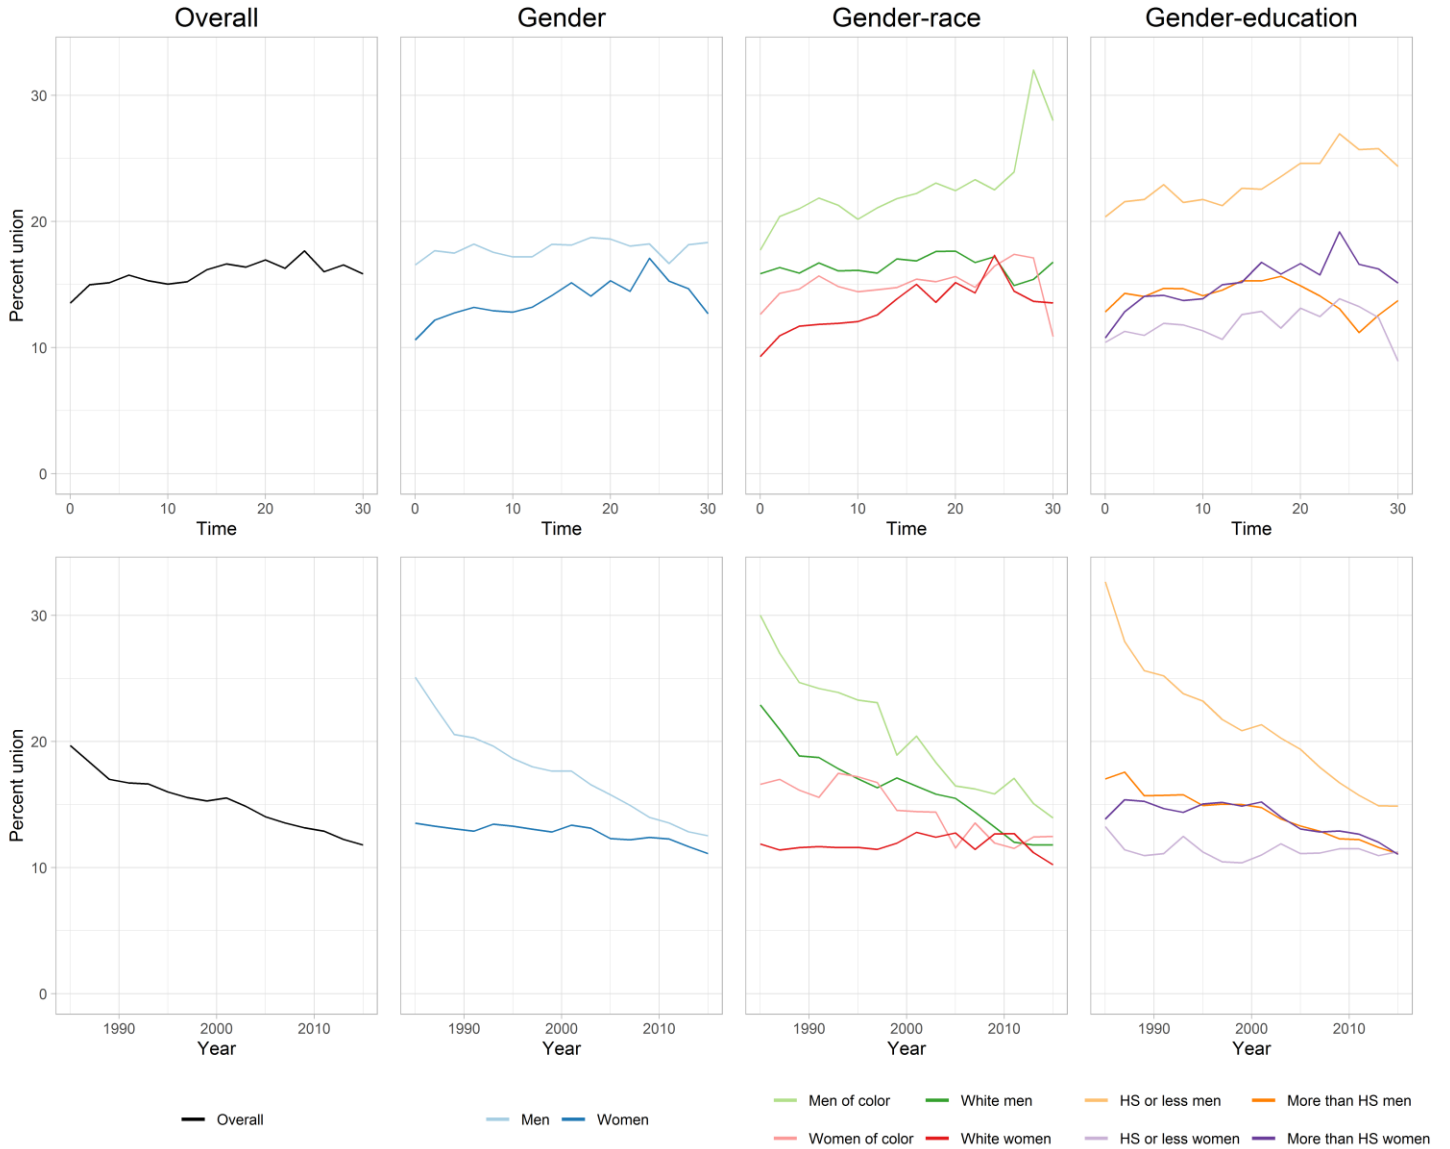 Overall Gender Gender-race Gender-education
Percent union
30
20
10
0
0 10 20 30 0 10 20 30 0 10 20 30 0 10 20 30
Time Time Time Time
Percent union
30
20
10
0
1990 2000 2010 1990 2000 2010 1990 2000 2010 1990 2000 2010
Year Year Year Year
Overall Men Women
Men of color White men HS or less men More than HS men
Women of color White women HS or less women More than HS women